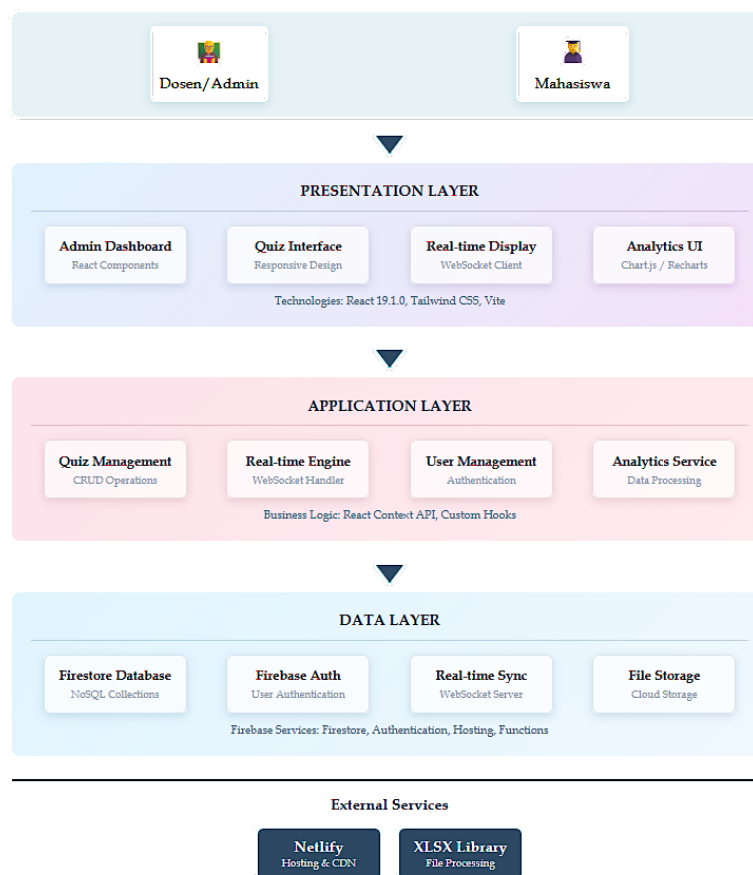 Dosen/Admin
Mahasiswa
PRESENTATION LAYER
Admin Dashboard
React Components
Quiz Interface
Responsive Design
Real-time Display
WebSocket Client
Analytics UI
Chart.js / Recharts
Technologies: React 19.1.0, Tailwind CSS, Vite
APPLICATION LAYER
Quiz Management
CRUD Operations
Real-time Engine
WebSocket Handler
User Management
Authentication
Analytics Service
Data Processing
Business Logic: React Context API, Custom Hooks
DATA LAYER
Firestore Database
NoSQL Collections
Firebase Auth
User Authentication
Real-time Sync
WebSocket Server
File Storage
Cloud Storage
Firebase Services: Firestore, Authentication, Hosting, Functions
External Services
Netlify
Hosting & CDN
XLSX Library
File Processing